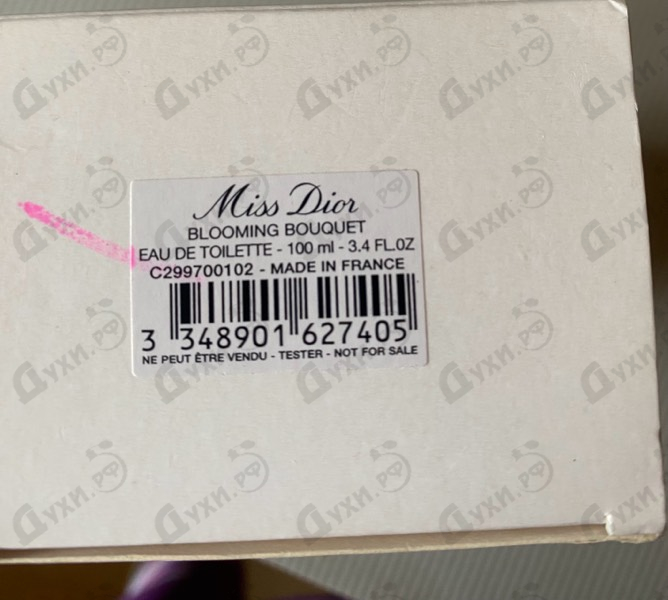 Miss Dior
BLOOMING BOUQUET
EAU DE TOILETTE - 100 ml - 3.4 FL.OZ
C299700102 - MADE IN FRANCE
3 348901 627405
NE PEUT ÊTRE VENDU - TESTER - NOT FOR SALE
Духи.рф